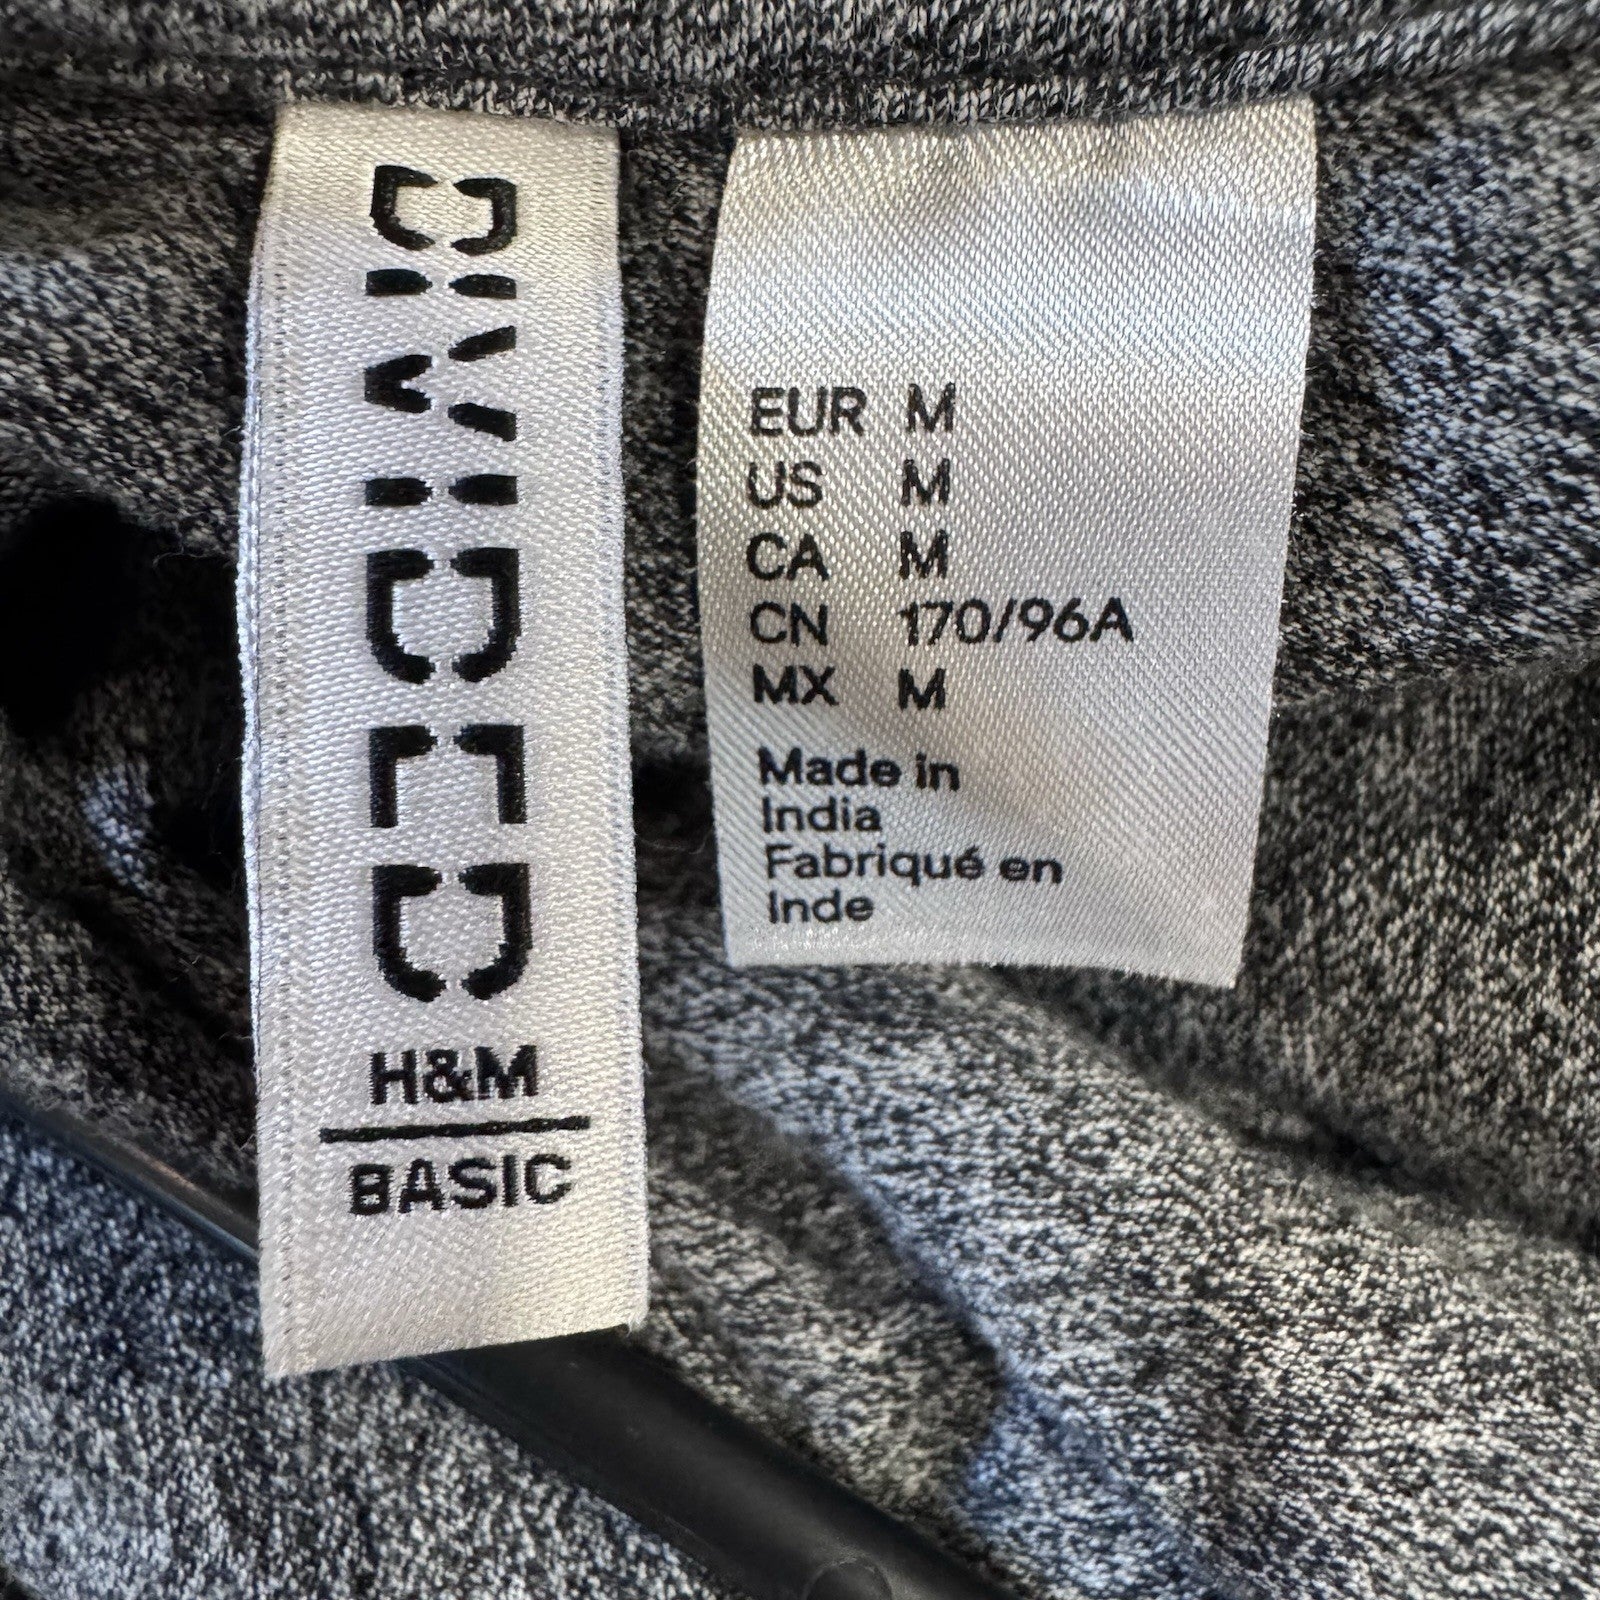 DIVIDED
H&M
BASIC
EUR M
US M
CA M
CN 170/96A
MX M
Made in
India
Fabriqué en
Inde